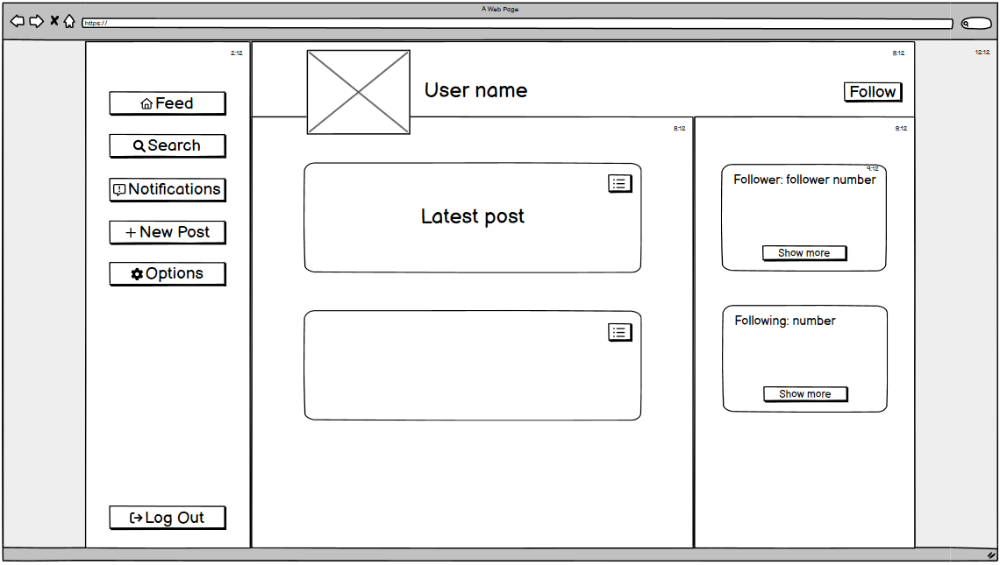 A Web Page
https://
2:12
8:12
12:12
Feed
Search
Notifications
New Post
Options
Log Out
User name
Follow
8:12
8:12
Latest post
9:12
Follower: follower number
Show more
Following: number
Show more